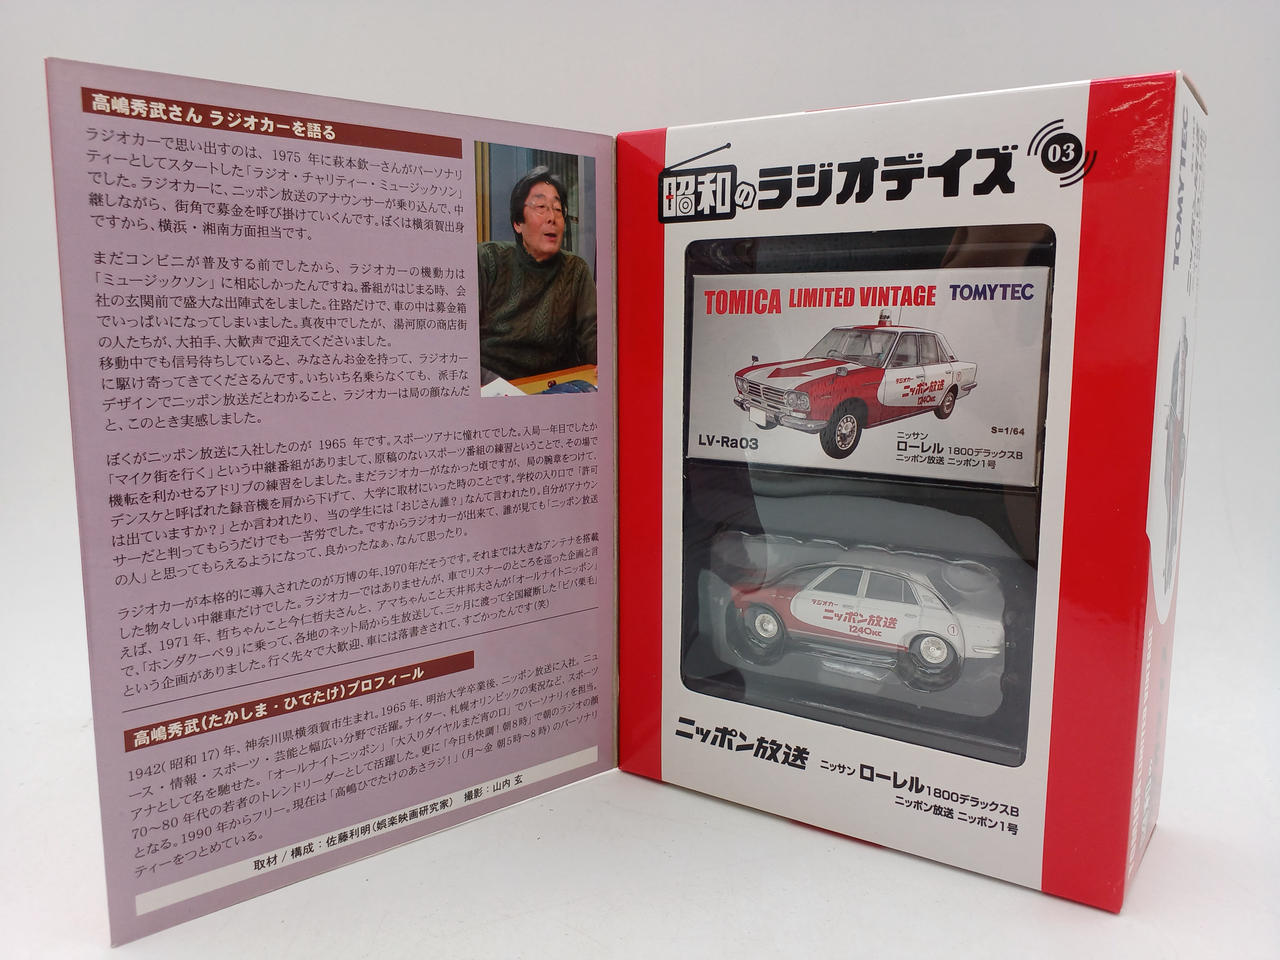 高嶋秀武さん ラジオカーを語る
ラジオカーで思い出すのは、1975年に萩本欽一さんがパーソナリ
ティーとしてスタートした「ラジオ・チャリティー・ミュージックソン」
でした。ラジオカーに、ニッポン放送のアナウンサーが乗り込んで、中
継しながら、街角で募金を呼び掛けていくんです。ぼくは横須賀出身
ですから、横浜・湘南方面担当です。
まだコンビニが普及する前でしたから、ラジオカーの機動力は
「ミュージックソン」に相応しかったんですね。番組がはじまる時、会
社の玄関前で盛大な出陣式をしました。往路だけで、車の中は募金箱
でいっぱいになってしまいました。真夜中でしたが、湯河原の商店街
の人たちが、大拍手、大歓声で迎えてくださいました。
移動中でも信号待ちしていると、みなさんお金を持って、ラジオカー
に駆け寄ってきてくださるんです。いちいち名乗らなくても、派手な
デザインでニッポン放送だとわかること、ラジオカーは局の顔なんだ
と、このとき実感しました。
ぼくがニッポン放送に入社したのが1965年です。スポーツアナに憧れてでした。入局一年目でしたか
「マイク街を行く」という中継番組がありまして、原稿のないスポーツ番組の練習ということで、その場で
機転を利かせるアドリブの練習をしました。まだラジオカーがなかった頃ですが、局の腕章をつけて、
デンスケと呼ばれた録音機を肩から下げて、大学に取材にいった時のことです。学校の入り口で「許可
は出ていますか?」とか言われたり、当の学生には「おじさん誰?」なんて言われたり。自分がアナウン
サーだと判ってもらうだけでも一苦労でした。ですからラジオカーが出来て、誰が見ても「ニッポン放送
の人」と思ってもらえるようになって、良かったなぁ、なんて思ったり。
ラジオカーが本格的に導入されたのが万博の年、1970年だそうです。それまでは大きなアンテナを搭載
した物々しい中継車だけでした。ラジオカーではありませんが、車でリスナーのところを巡った企画と言
えば、1971年、哲ちゃんこと今仁哲夫さんと、アマちゃんこと天井邦夫さんが「オールナイトニッポン」
で、「ホンダクーペ9」に乗って、各地のネット局から生放送して、三ヶ月に渡って全国縦断した「ビバ栗毛」
という企画がありました。行く先々で大歓迎、車には落書きされて、すごかったんです(笑)
高嶋秀武(たかしま・ひでたけ)プロフィール
1942(昭和17)年、神奈川県横須賀市生まれ。1965年、明治大学卒業後、ニッポン放送に入社。ニュ
ース・情報・スポーツ・芸能と幅広い分野で活躍。ナイター、札幌オリンピックの実況など、スポーツ
アナとして名を馳せた。「オールナイトニッポン」「大入りダイヤルまだ宵の口」でパーソナリティを担当。
70〜80年代の若者のトレンドリーダーとして活躍した。更に「今日も快調!朝8時」で朝のラジオの顔
となる。1990年からフリー。現在は「高嶋ひでたけのあさラジ!」(月〜金 朝5時〜8時)のパーソナリ
ティーをつとめている。
取材/構成:佐藤利明(娯楽映画研究家) 撮影:山内 玄
昭和のラジオデイズ 03
TOMICA LIMITED VINTAGE TOMYTEC
ラジオカー
ニッポン放送
1240KC
LV-Ra03
S=1/64
ニッサン
ローレル 1800デラックスB
ニッポン放送 ニッポン1号
ラジオカー
ニッポン放送
1240KC
1
ニッポン放送 ニッサン ローレル1800デラックスB
ニッポン放送 ニッポン1号
TOMYTEC